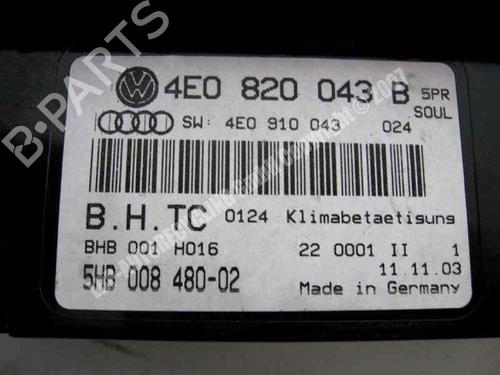 4E0 820 043 B 5PR
SOUL
SW: 4E0 910 043 024
B.H.TC 0124 Klimabetaetisuns
BHB 001 H016 22 0001 II 1
5HB 008 480-02 11.11.03
Made in Germany
B-PARTS